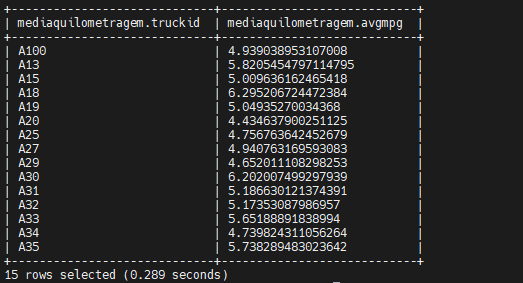 +---------------------------+---------------------------+
| mediaquilometragem.truckid | mediaquilometragem.avgmpg |
+---------------------------+---------------------------+
| A100 | 4.939038953107008 |
| A13 | 5.8205454797114795 |
| A15 | 5.009636162465418 |
| A18 | 6.295206724472384 |
| A19 | 5.04935270034368 |
| A20 | 4.434637900251125 |
| A25 | 4.756763642452679 |
| A27 | 4.940763169593083 |
| A29 | 4.652011108298253 |
| A30 | 6.202007499297939 |
| A31 | 5.186630121374391 |
| A32 | 5.17353087986957 |
| A33 | 5.65188891838994 |
| A34 | 4.739824311056264 |
| A35 | 5.738289483023642 |
+---------------------------+---------------------------+
15 rows selected (0.289 seconds)